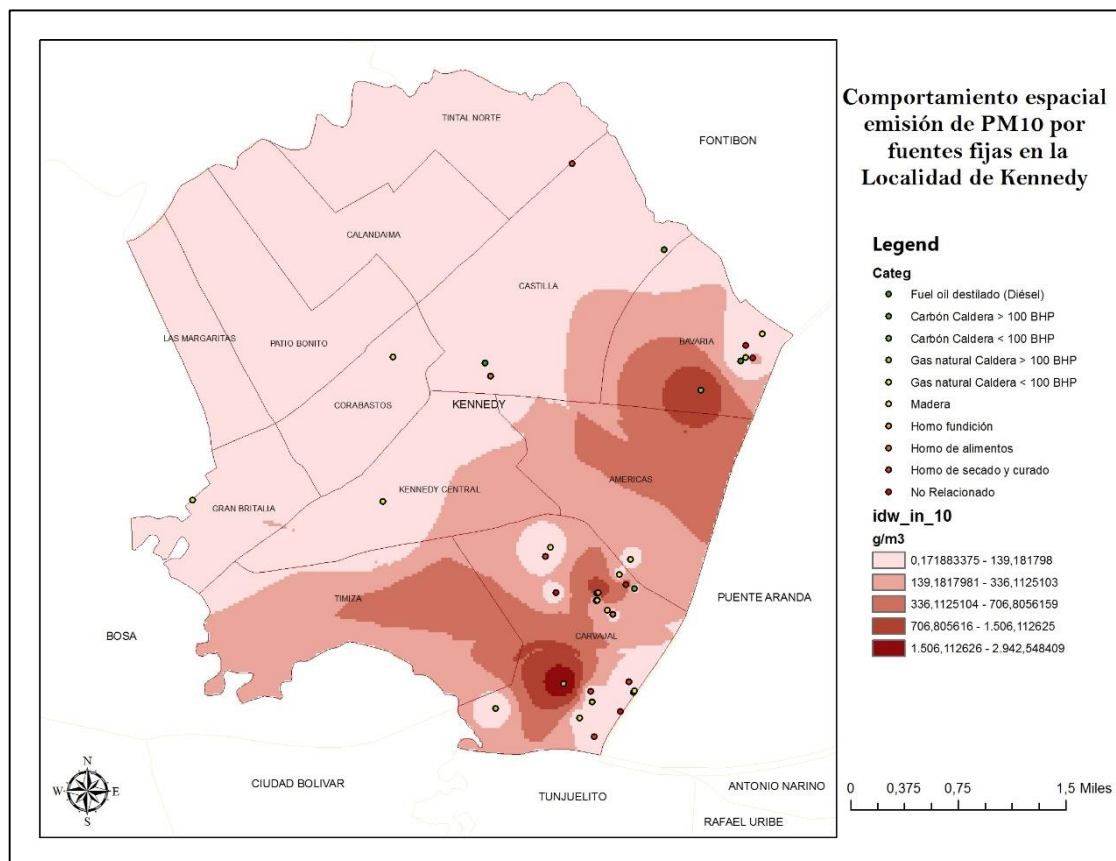 Comportamiento espacial
emisión de PM10 por
fuentes fijas en la
Localidad de Kennedy
TINTAL NORTE
FONTIBON
CALANDAIMA
CASTILLA
LAS MARGARITAS
PATIO BONITO
BAVARIA
CORABASTOS
KENNEDY
AMERICAS
KENNEDY CENTRAL
GRAN BRITALIA
TIMIZA
PUENTE ARANDA
BOSA
CARVAJAL
CIUDAD BOLIVAR
TUNJUELITO
ANTONIO NARINO
RAFAEL URIBE
N
W
E
S
Legend
Categ
Fuel oil destilado (Diésel)
Carbón Caldera > 100 BHP
Carbón Caldera < 100 BHP
Gas natural Caldera > 100 BHP
Gas natural Caldera < 100 BHP
Madera
Horno fundición
Horno de alimentos
Horno de secado y curado
No Relacionado
idw_in_10
g/m3
0,171883375 - 139,181798
139,1817981 - 336,1125103
336,1125104 - 706,8056159
706,805616 - 1.506,112625
1.506,112626 - 2.942,548409
0 0,375 0,75 1,5 Miles